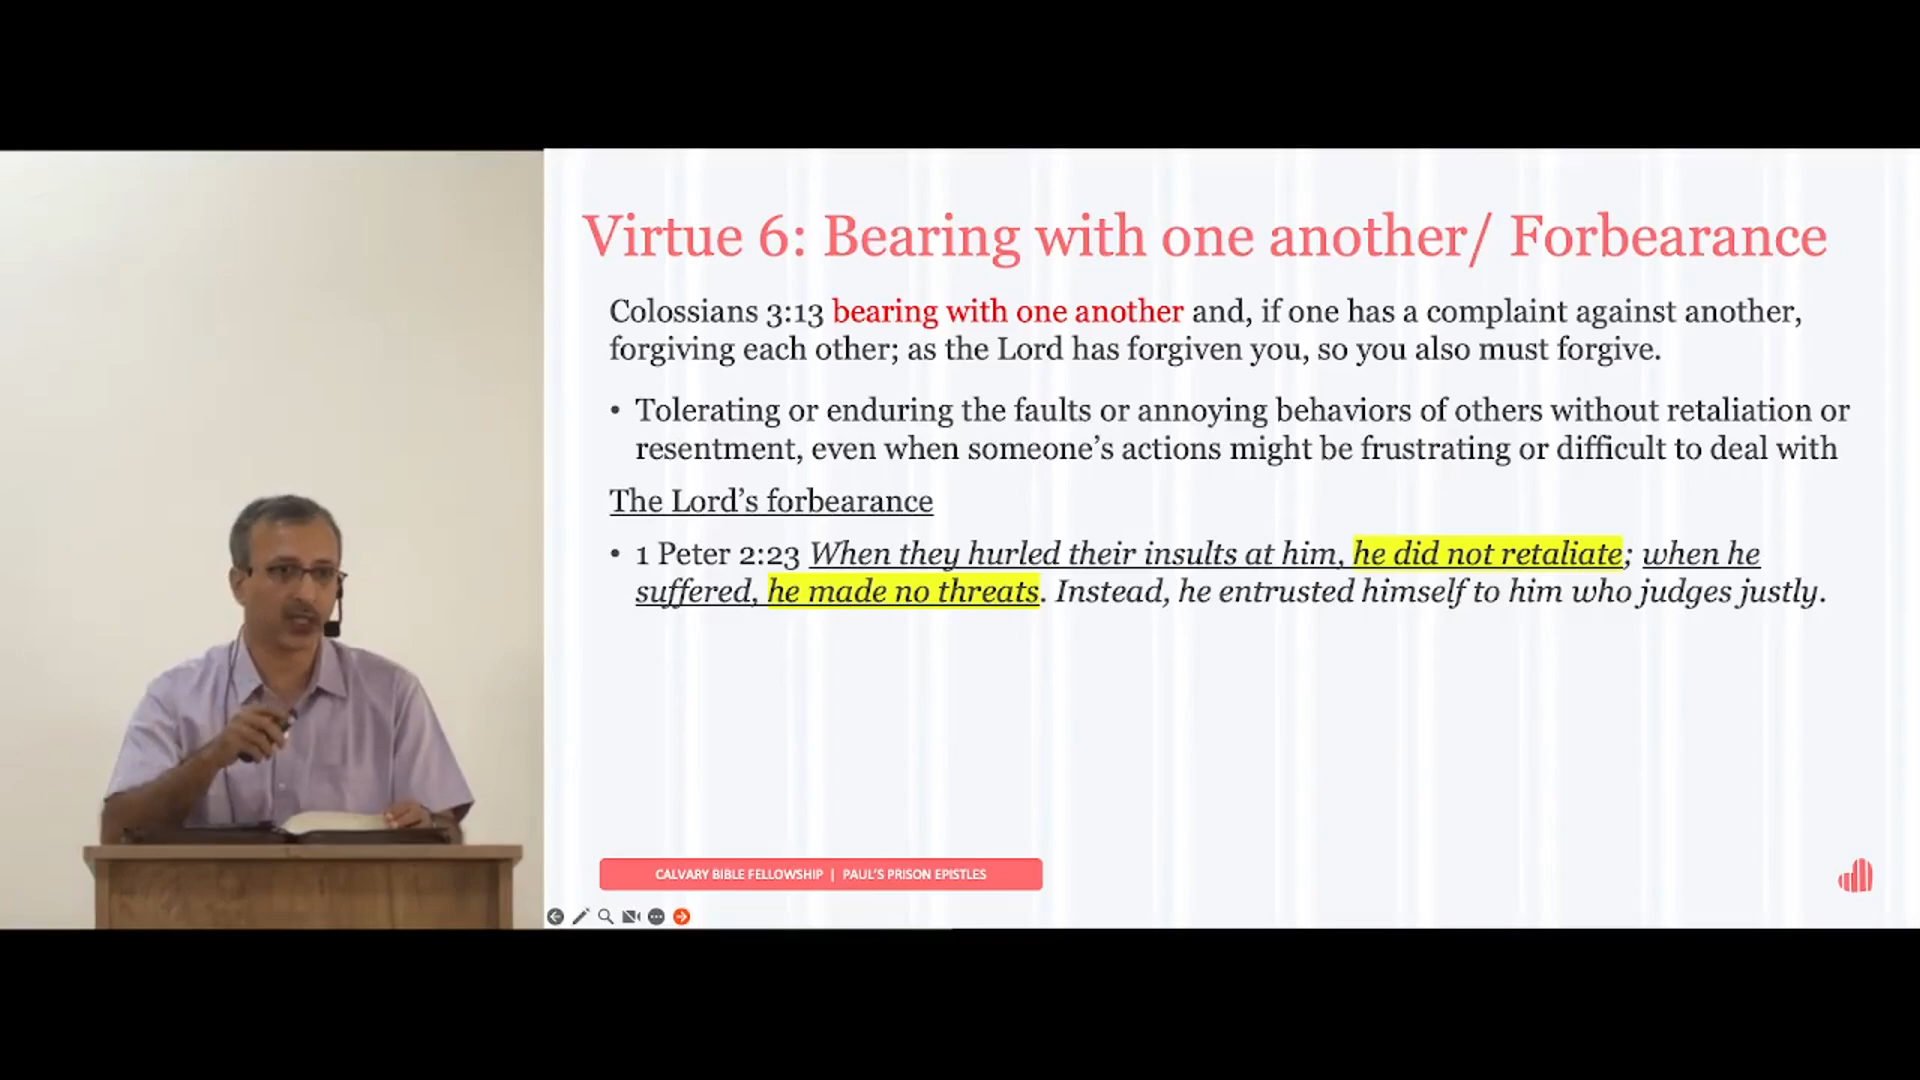 Virtue 6: Bearing with one another/ Forbearance
Colossians 3:13 bearing with one another and, if one has a complaint against another,
forgiving each other; as the Lord has forgiven you, so you also must forgive.
• Tolerating or enduring the faults or annoying behaviors of others without retaliation or
resentment, even when someone’s actions might be frustrating or difficult to deal with
The Lord’s forbearance
• 1 Peter 2:23 When they hurled their insults at him, he did not retaliate; when he
suffered, he made no threats. Instead, he entrusted himself to him who judges justly.
CALVARY BIBLE FELLOWSHIP | PAUL’S PRISON EPISTLES